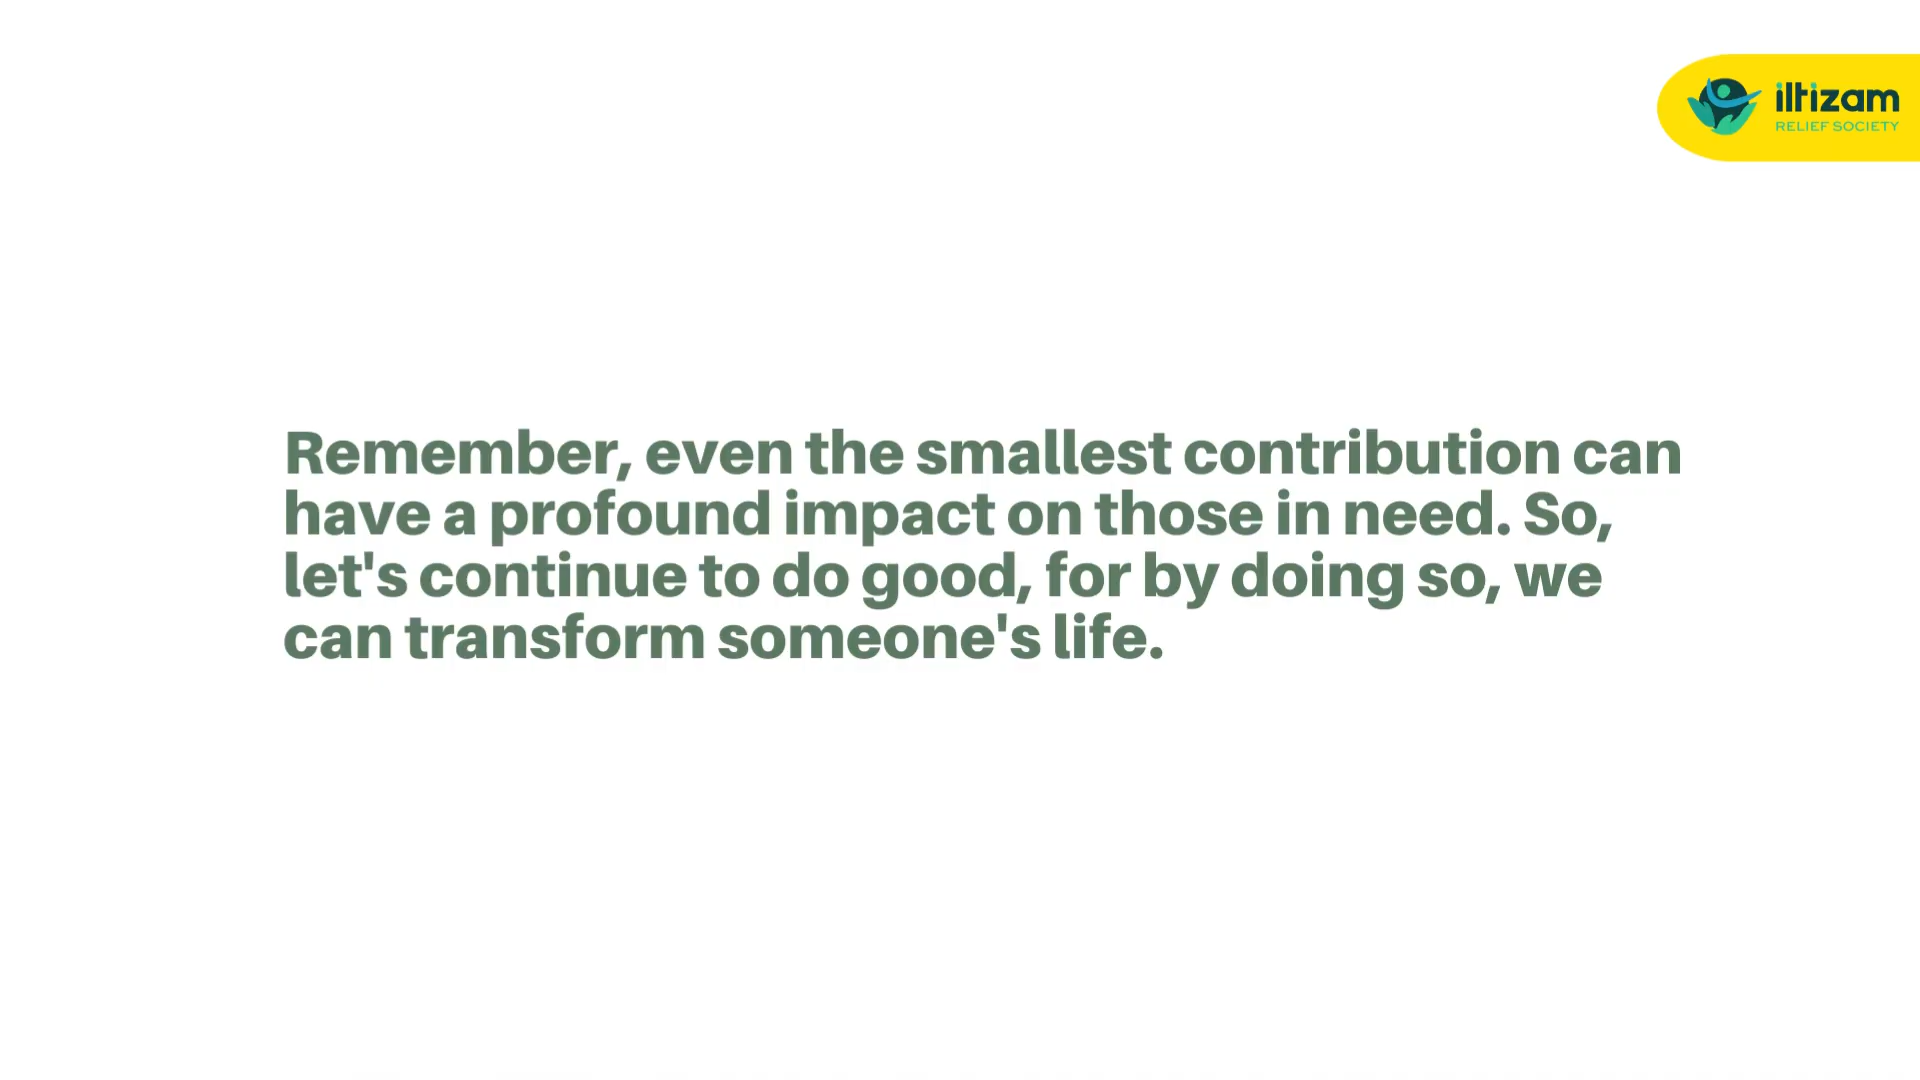 iltizam
RELIEF SOCIETY
Remember, even the smallest contribution can
have a profound impact on those in need. So,
let's continue to do good, for by doing so, we
can transform someone's life.